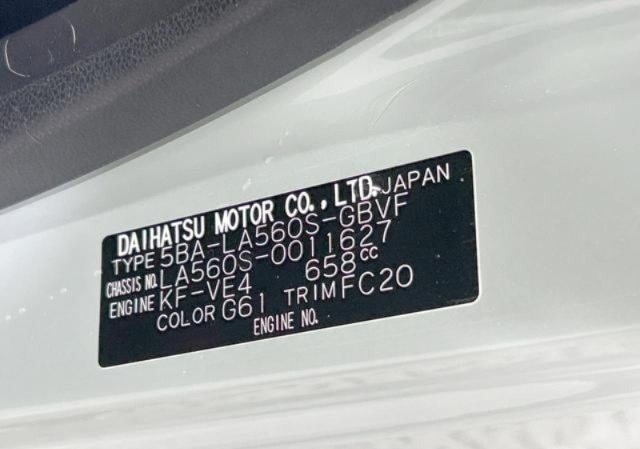 DAIHATSU MOTOR CO.,LTD. JAPAN
TYPE 5BA-LA560S-GBVF
CHASSIS NO. LA560S-0011627
ENGINE KF-VE4 658cc
COLOR G61 TRIM FC20
ENGINE NO.